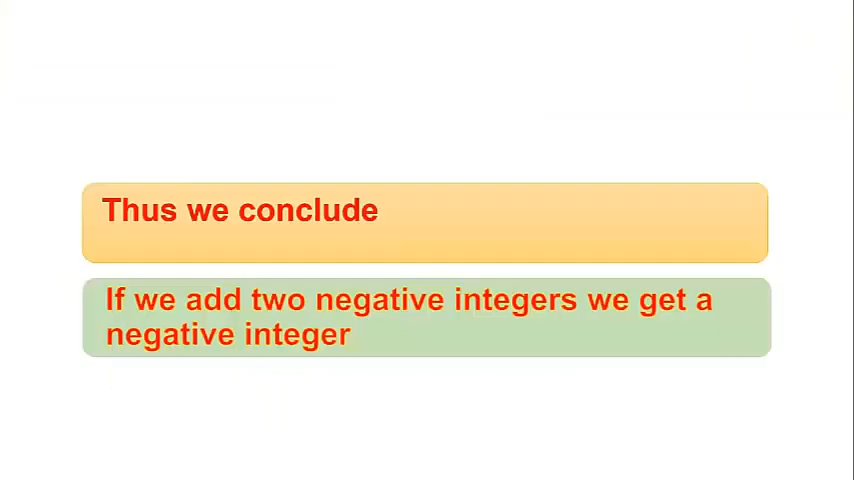 Thus we conclude
If we add two negative integers we get a
negative integer